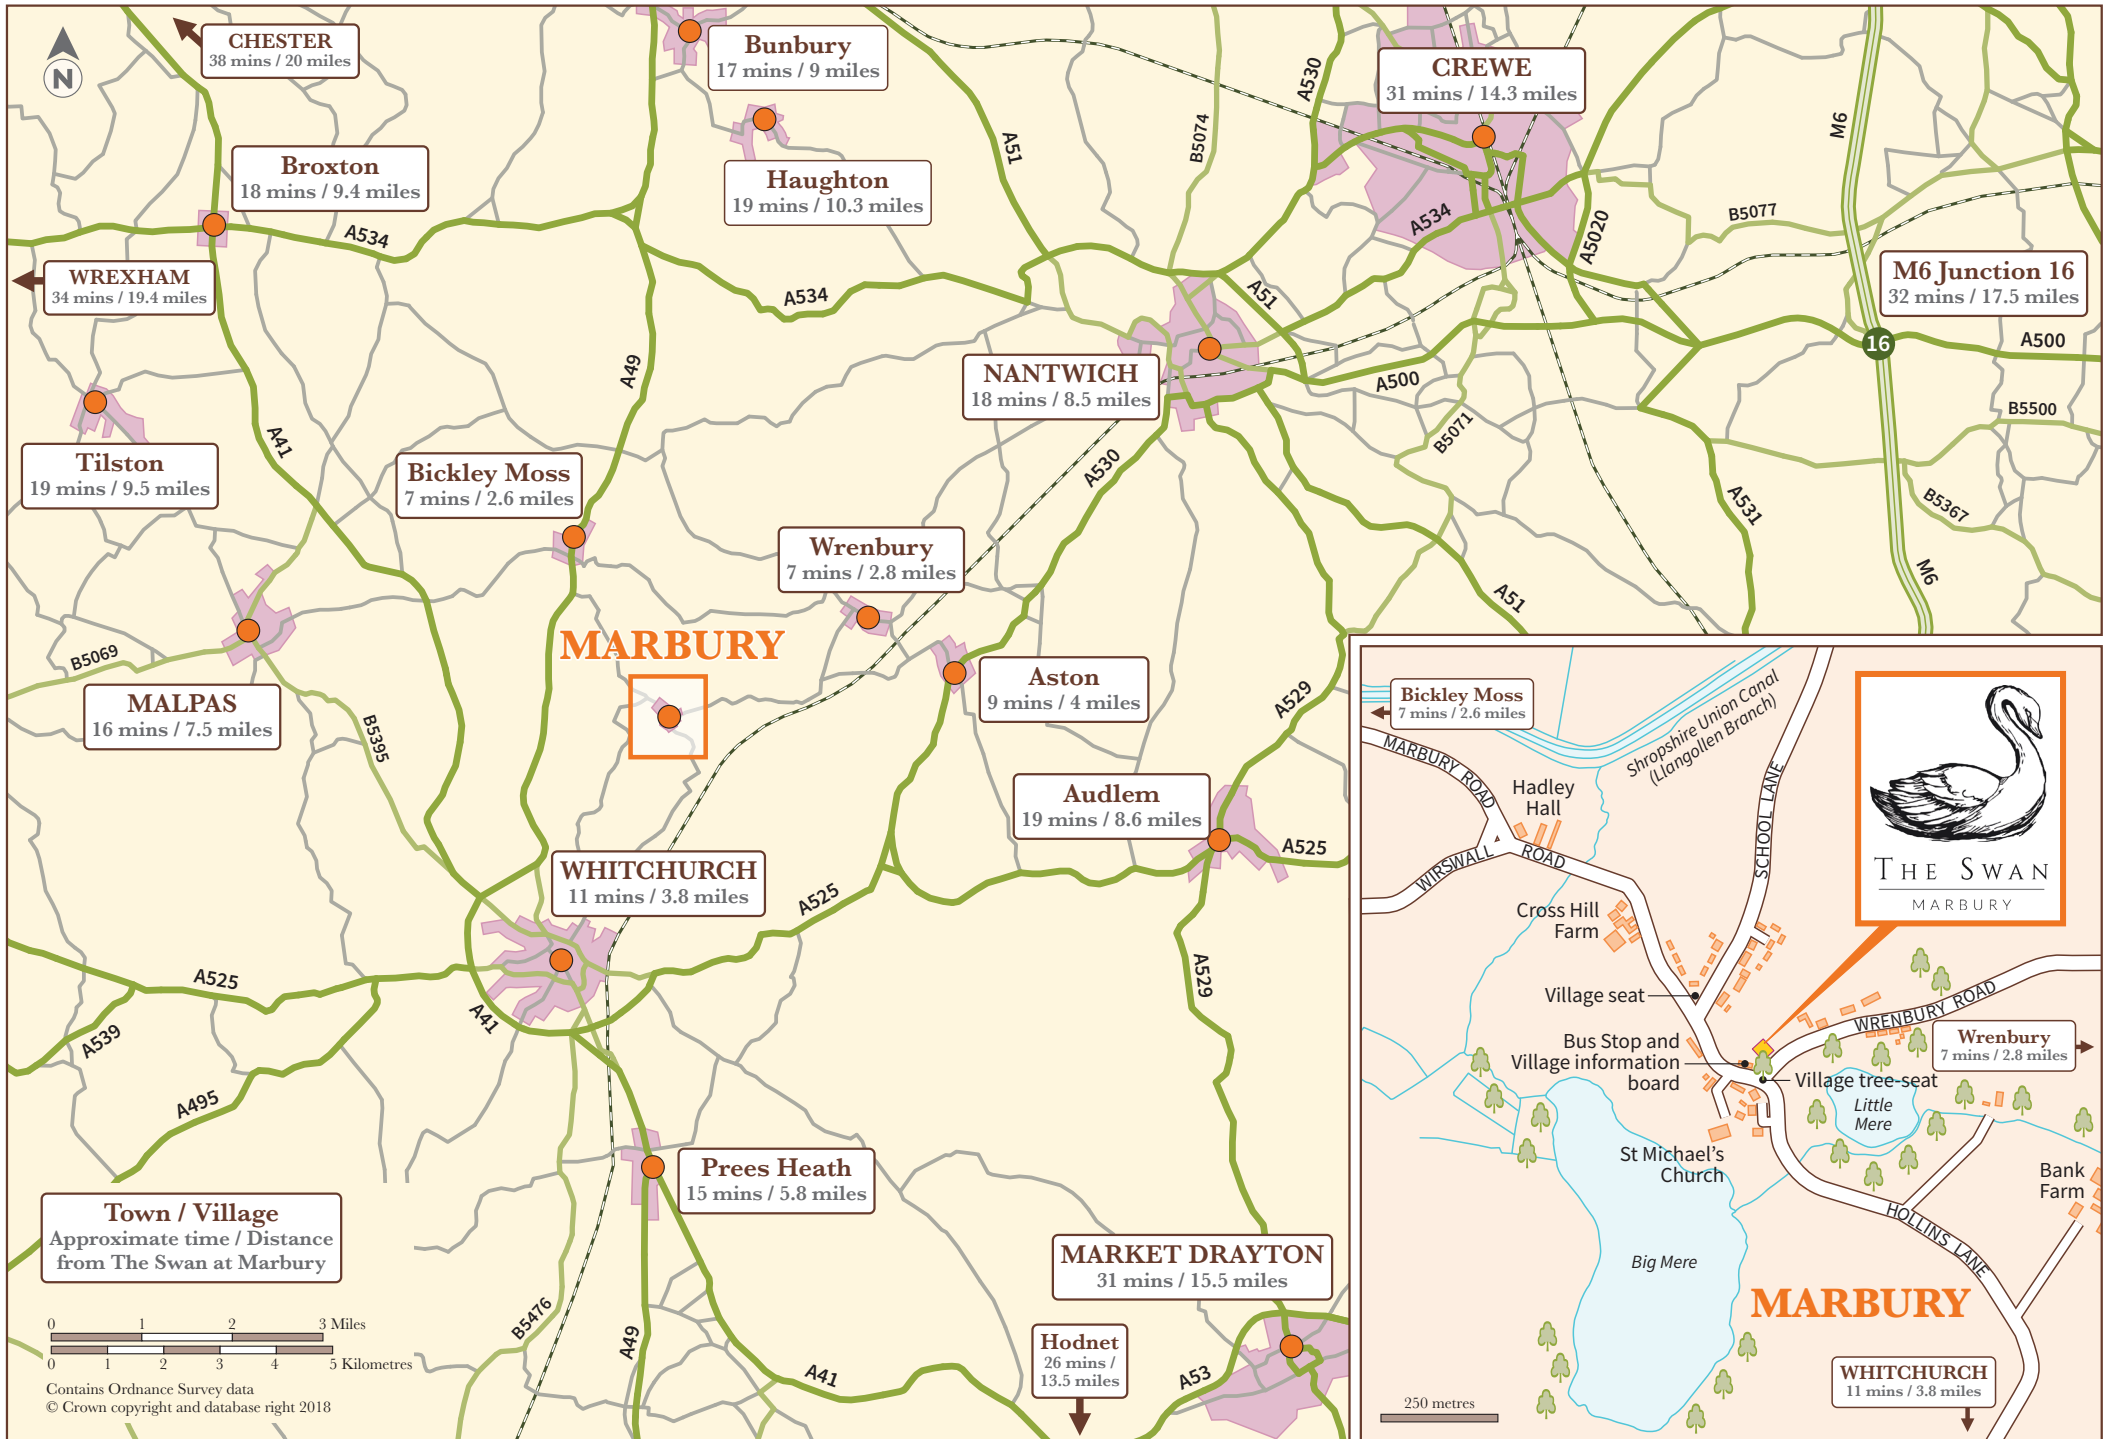 N
CHESTER
38 mins / 20 miles
Bunbury
17 mins / 9 miles
CREWE
31 mins / 14.3 miles
A530
B5074
A51
M6
Broxton
18 mins / 9.4 miles
Haughton
19 mins / 10.3 miles
A534
A534
A5020
B5077
WREXHAM
34 mins / 19.4 miles
A534
A51
M6 Junction 16
32 mins / 17.5 miles
16
A500
A49
NANTWICH
18 mins / 8.5 miles
A500
B5071
B5500
A41
Tilston
19 mins / 9.5 miles
Bickley Moss
7 mins / 2.6 miles
A530
A531
B5367
Wrenbury
7 mins / 2.8 miles
A51
M6
MARBURY
B5069
MALPAS
16 mins / 7.5 miles
B5395
Aston
9 mins / 4 miles
A529
Audlem
19 mins / 8.6 miles
A525
WHITCHURCH
11 mins / 3.8 miles
A525
A525
A529
A41
A539
A495
Prees Heath
15 mins / 5.8 miles
Town / Village
Approximate time / Distance
from The Swan at Marbury
MARKET DRAYTON
31 mins / 15.5 miles
B5476
A49
A41
Hodnet
26 mins /
13.5 miles
A53
0 1 2 3 Miles
0 1 2 3 4 5 Kilometres
Contains Ordnance Survey data
© Crown copyright and database right 2018
Bickley Moss
7 mins / 2.6 miles
Shropshire Union Canal
(Llangollen Branch)
MARBURY ROAD
Hadley
Hall
SCHOOL LANE
WIRSWALL ROAD
THE SWAN
MARBURY
Cross Hill
Farm
Village seat
WRENBURY ROAD
Bus Stop and
Village information
board
Wrenbury
7 mins / 2.8 miles
Village tree-seat
Little
Mere
St Michael's
Church
Bank
Farm
HOLLINS LANE
Big Mere
MARBURY
WHITCHURCH
11 mins / 3.8 miles
250 metres